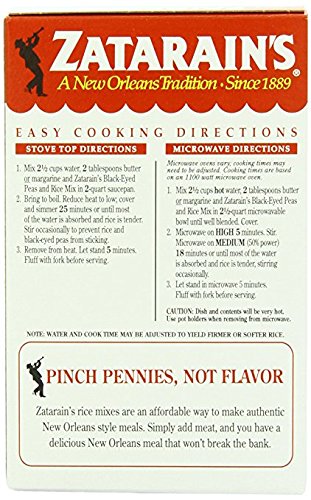 ZATARAIN'S®
A New Orleans Tradition • Since 1889
EASY COOKING DIRECTIONS
STOVE TOP DIRECTIONS
1. Mix 2½ cups water, 2 tablespoons butter
or margarine and Zatarain's Black-Eyed
Peas and Rice Mix in 2-quart saucepan.
2. Bring to boil. Reduce heat to low; cover
and simmer 25 minutes or until most
of the water is absorbed and rice is tender.
Stir occasionally to prevent rice and
black-eyed peas from sticking.
3. Remove from heat. Let stand 5 minutes.
Fluff with fork before serving.
MICROWAVE DIRECTIONS
Microwave ovens vary, cooking times may
need to be adjusted. Cooking times are based
on an 1100 watt microwave oven.
1. Mix 2½ cups hot water, 2 tablespoons butter
or margarine and Zatarain's Black-Eyed Peas
and Rice Mix in 2½-quart microwavable
bowl until well blended. Cover.
2. Microwave on HIGH 5 minutes. Stir.
Microwave on MEDIUM (50% power)
18 minutes or until most of the water
is absorbed and rice is tender, stirring
occasionally.
3. Let stand in microwave 5 minutes.
Fluff with fork before serving.
CAUTION: Dish and contents will be very hot.
Use pot holders when removing from microwave.
NOTE: WATER AND COOK TIME MAY BE ADJUSTED TO YIELD FIRMER OR SOFTER RICE.
PINCH PENNIES, NOT FLAVOR
Zatarain's rice mixes are an affordable way to make authentic
New Orleans style meals. Simply add meat, and you have a
delicious New Orleans meal that won't break the bank.